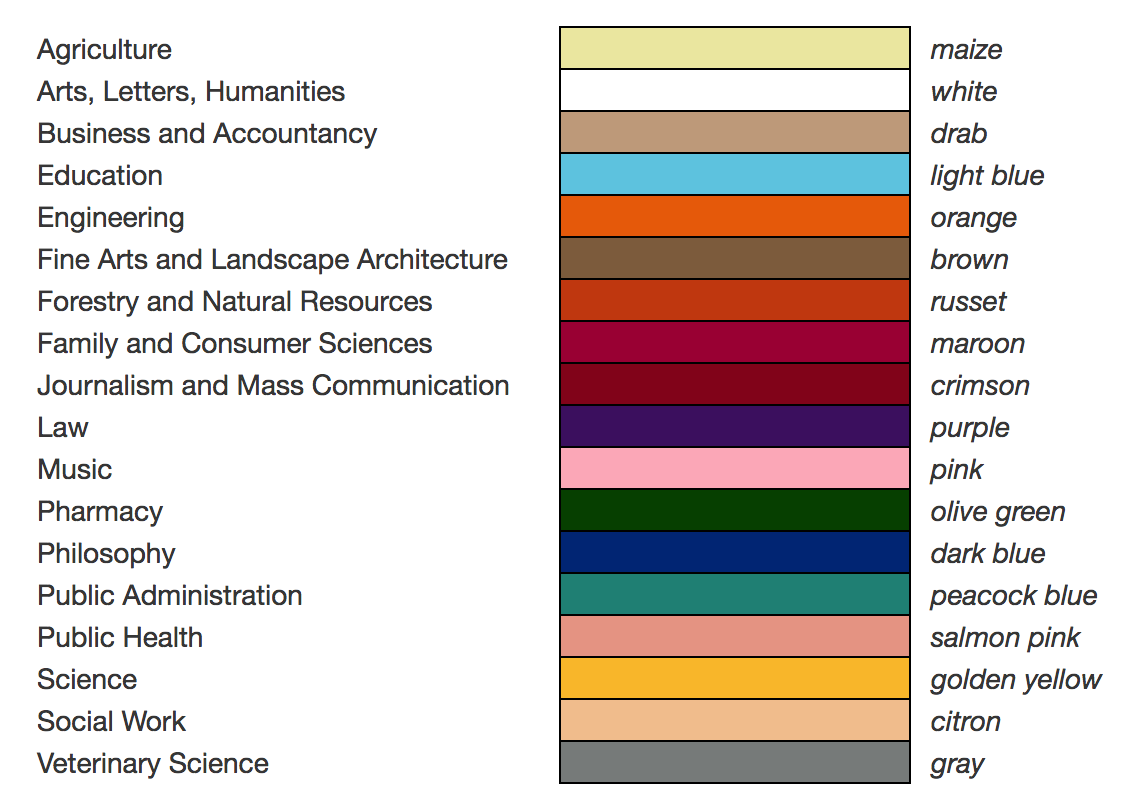 Agriculture maize
Arts, Letters, Humanities white
Business and Accountancy drab
Education light blue
Engineering orange
Fine Arts and Landscape Architecture brown
Forestry and Natural Resources russet
Family and Consumer Sciences maroon
Journalism and Mass Communication crimson
Law purple
Music pink
Pharmacy olive green
Philosophy dark blue
Public Administration peacock blue
Public Health salmon pink
Science golden yellow
Social Work citron
Veterinary Science gray